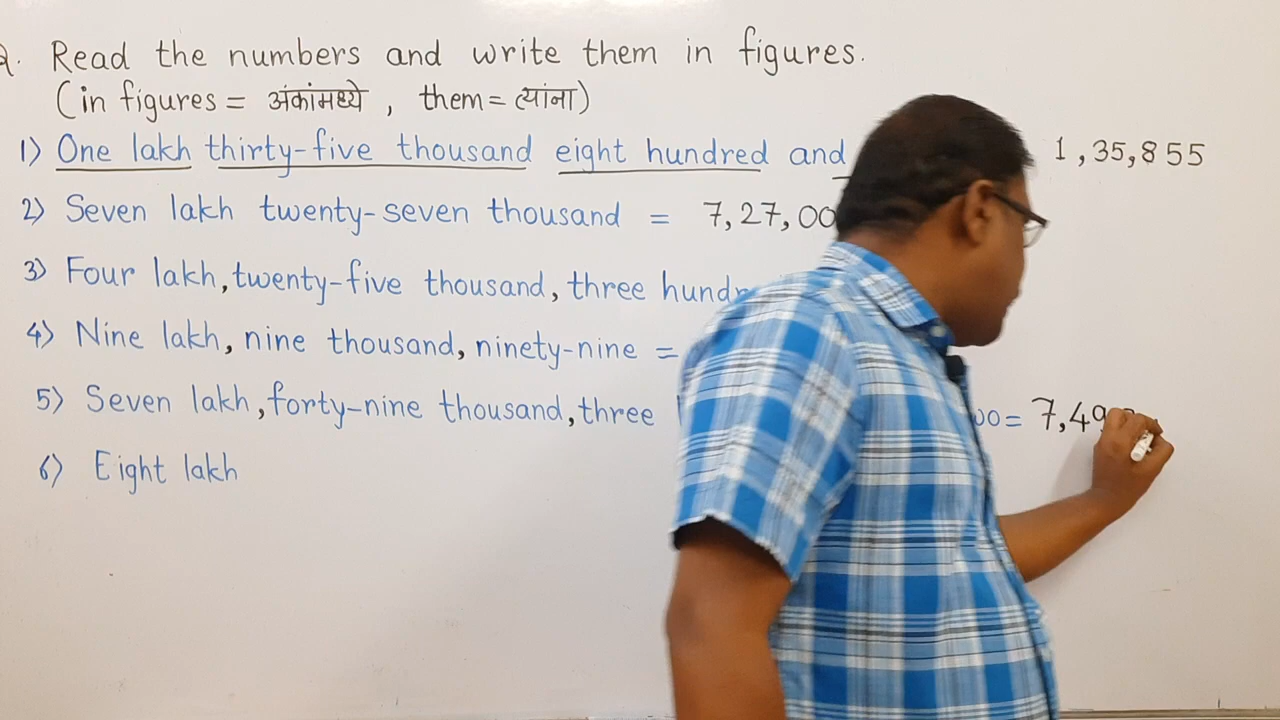 Q. Read the numbers and write them in figures.
(in figures = अंकांमध्ये , them = त्यांना)
1) One lakh thirty-five thousand eight hundred and 1,35,855
2) Seven lakh twenty-seven thousand = 7,27,00
3) Four lakh, twenty-five thousand, three hundr
4) Nine lakh, nine thousand, ninety-nine =
5) Seven lakh, forty-nine thousand, three = 7,49
6) Eight lakh